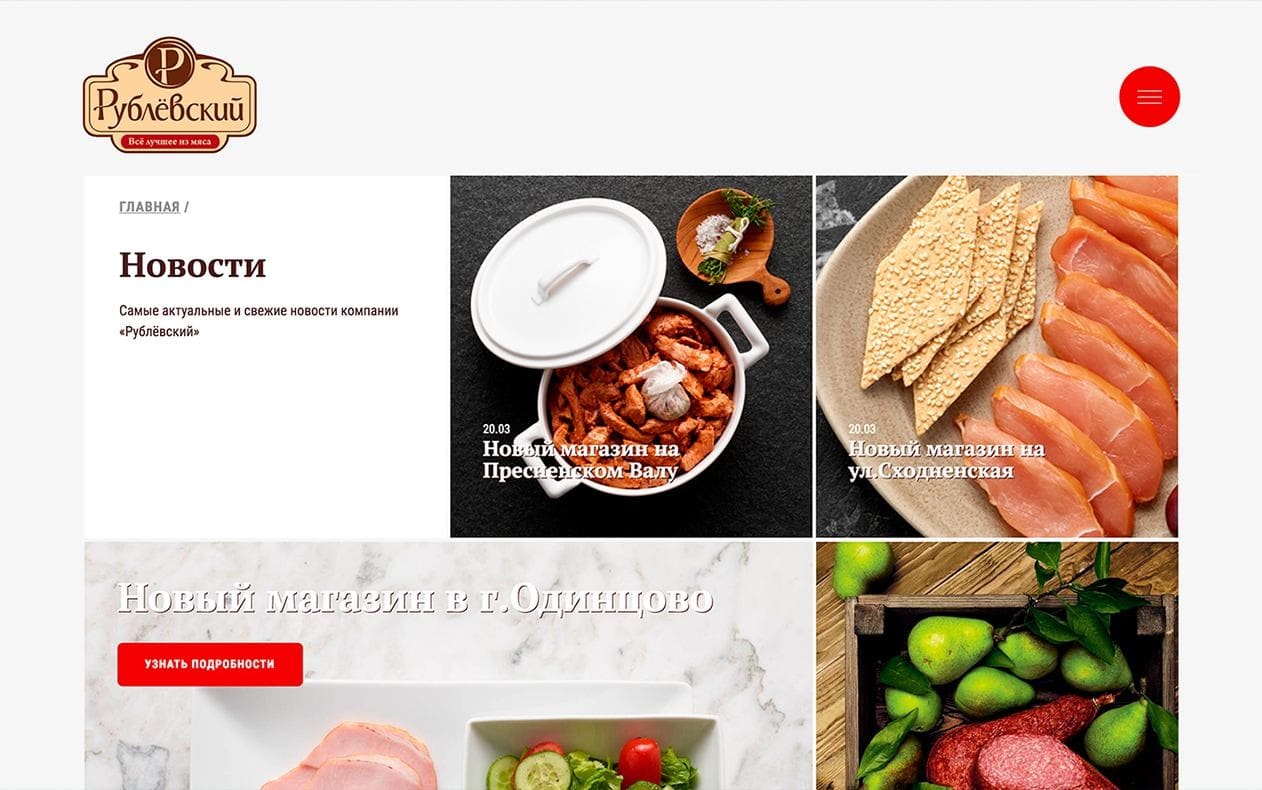 Р
Рублёвский
Всё лучшее из мяса
ГЛАВНАЯ /
Новости
Самые актуальные и свежие новости компании
«Рублёвский»
20.03
Новый магазин на
Пресненском Валу
20.03
Новый магазин на
ул.Сходненская
Новый магазин в г.Одинцово
УЗНАТЬ ПОДРОБНОСТИ